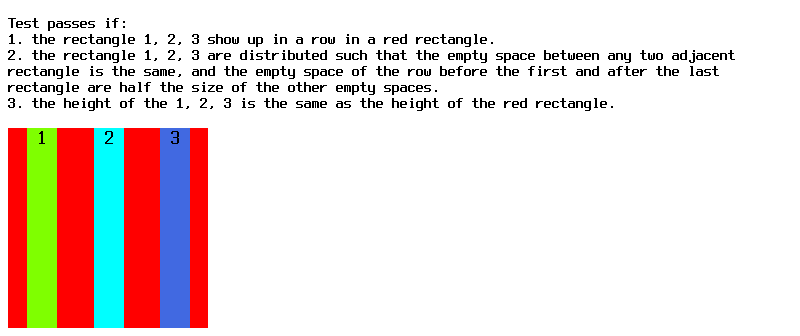 Test passes if:
1. the rectangle 1, 2, 3 show up in a row in a red rectangle.
2. the rectangle 1, 2, 3 are distributed such that the empty space between any two adjacent
rectangle is the same, and the empty space of the row before the first and after the last
rectangle are half the size of the other empty spaces.
3. the height of the 1, 2, 3 is the same as the height of the red rectangle.
1 2 3